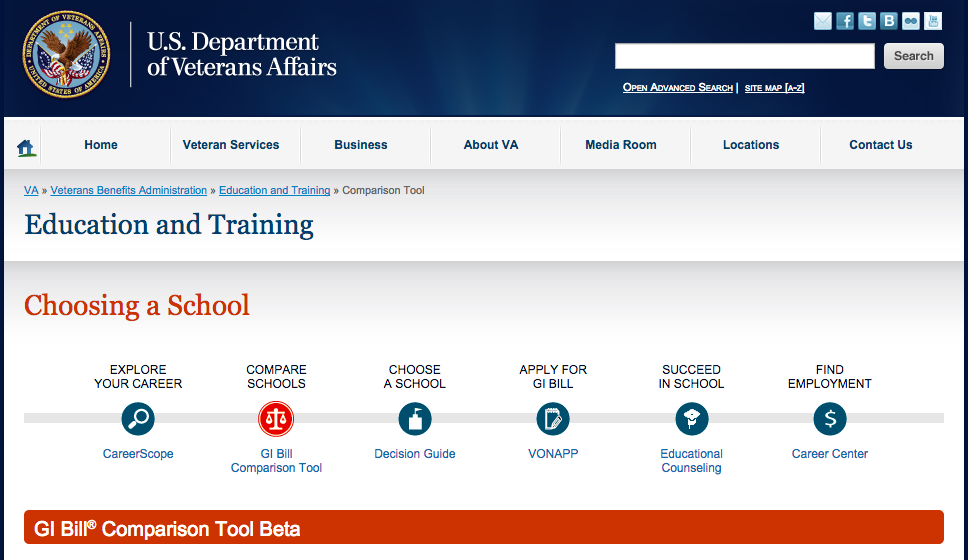 DEPARTMENT OF VETERANS AFFAIRS
UNITED STATES OF AMERICA
U.S. Department
of Veterans Affairs
Search
OPEN ADVANCED SEARCH | SITE MAP [A-Z]
Home Veteran Services Business About VA Media Room Locations Contact Us
VA » Veterans Benefits Administration » Education and Training » Comparison Tool
Education and Training
Choosing a School
EXPLORE
YOUR CAREER
CareerScope
COMPARE
SCHOOLS
GI Bill
Comparison Tool
CHOOSE
A SCHOOL
Decision Guide
APPLY FOR
GI BILL
VONAPP
SUCCEED
IN SCHOOL
Educational
Counseling
FIND
EMPLOYMENT
$
Career Center
GI Bill® Comparison Tool Beta